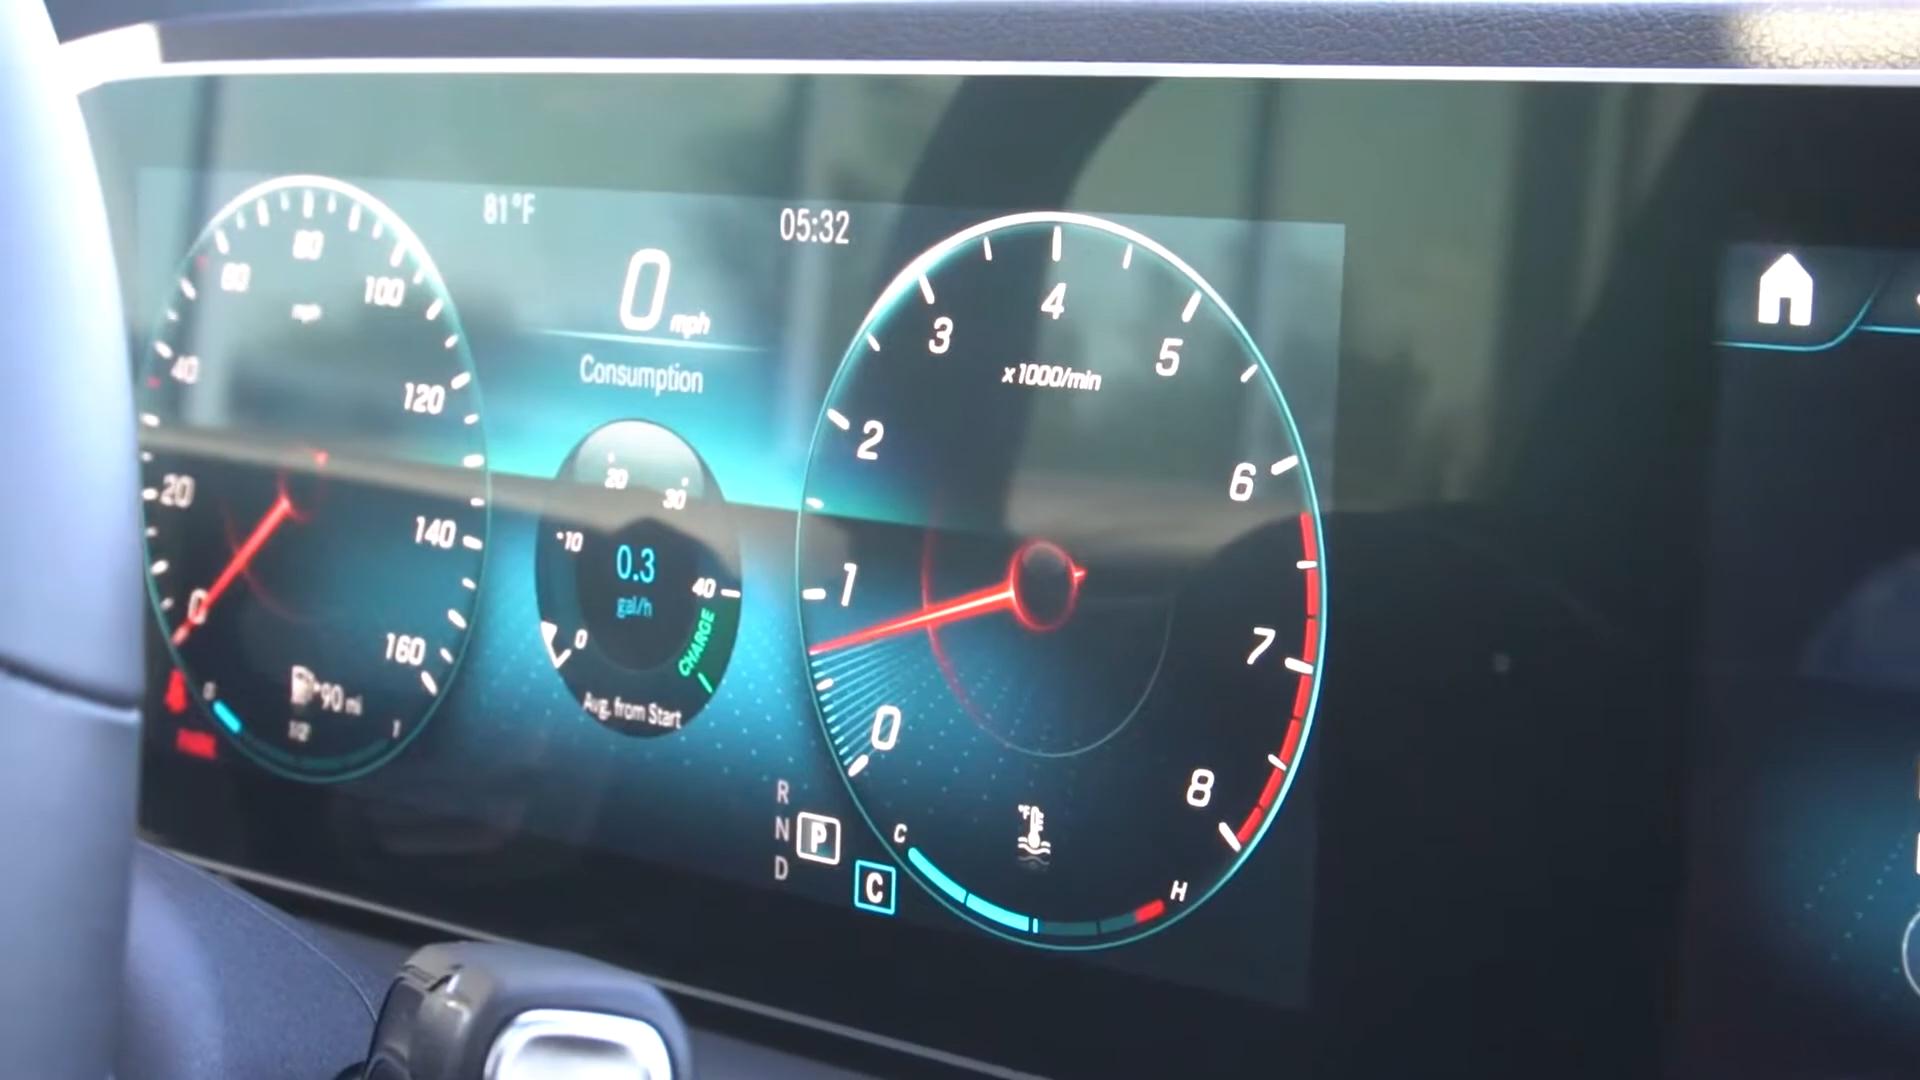 81°F
05:32
0 mph
Consumption
20
30
10
0.3
40
gal/h
0
CHARGE
Avg. from Start
80
60
100
mph
40
120
20
140
0
160
90 mi
1/2
1
4
3
5
x1000/min
2
6
1
7
0
8
R
N
P
D
C
C
°F
H